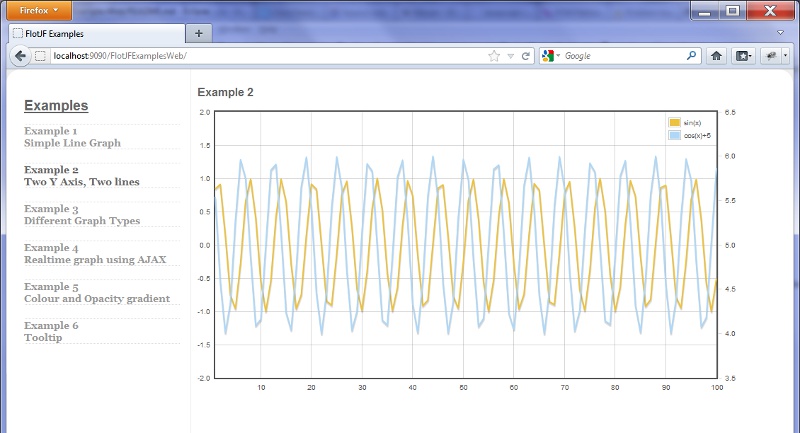 Firefox
FlotJF Examples
localhost:9090/FlotJFExamplesWeb/
Google
Examples
Example 1
Simple Line Graph
Example 2
Two Y Axis, Two lines
Example 3
Different Graph Types
Example 4
Realtime graph using AJAX
Example 5
Colour and Opacity gradient
Example 6
Tooltip
Example 2
2.0
1.5
1.0
0.5
0.0
-0.5
-1.0
-1.5
-2.0
sin(x)
cos(x)+5
6.5
6.0
5.5
5.0
4.5
4.0
3.5
10 20 30 40 50 60 70 80 90 100